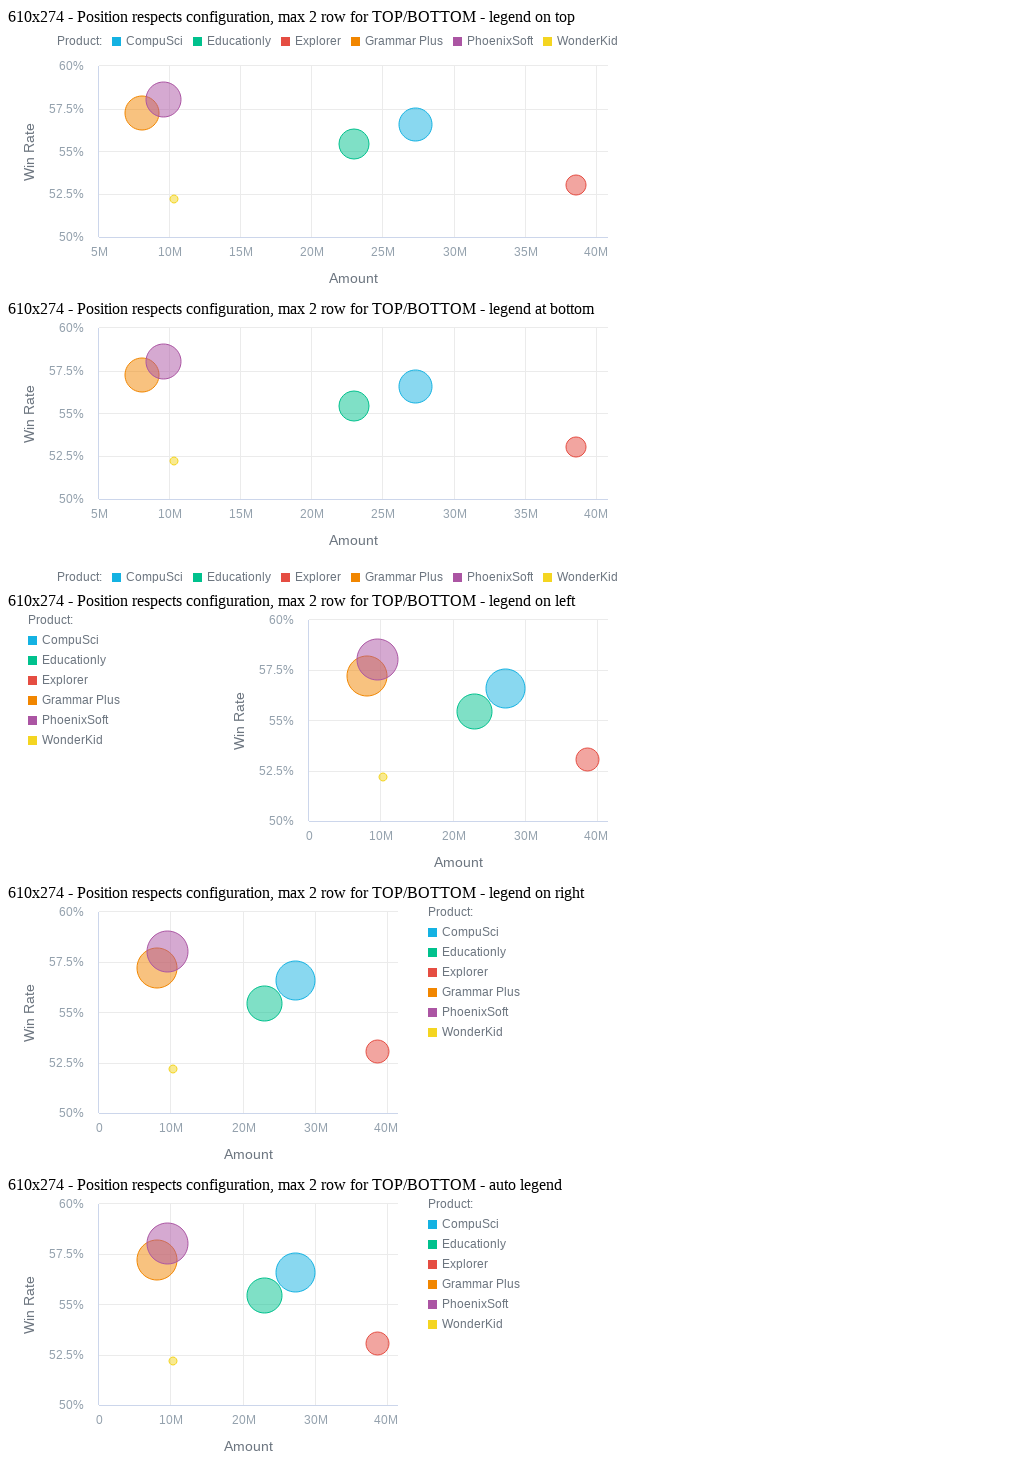 610x274 - Position respects configuration, max 2 row for TOP/BOTTOM - legend on top
Product: CompuSci Educationly Explorer Grammar Plus PhoenixSoft WonderKid
60%
57.5%
55%
52.5%
50%
Win Rate
5M 10M 15M 20M 25M 30M 35M 40M
Amount
610x274 - Position respects configuration, max 2 row for TOP/BOTTOM - legend at bottom
60%
57.5%
55%
52.5%
50%
Win Rate
5M 10M 15M 20M 25M 30M 35M 40M
Amount
Product: CompuSci Educationly Explorer Grammar Plus PhoenixSoft WonderKid
610x274 - Position respects configuration, max 2 row for TOP/BOTTOM - legend on left
Product:
CompuSci
Educationly
Explorer
Grammar Plus
PhoenixSoft
WonderKid
60%
57.5%
55%
52.5%
50%
Win Rate
0 10M 20M 30M 40M
Amount
610x274 - Position respects configuration, max 2 row for TOP/BOTTOM - legend on right
60%
57.5%
55%
52.5%
50%
Win Rate
0 10M 20M 30M 40M
Amount
Product:
CompuSci
Educationly
Explorer
Grammar Plus
PhoenixSoft
WonderKid
610x274 - Position respects configuration, max 2 row for TOP/BOTTOM - auto legend
60%
57.5%
55%
52.5%
50%
Win Rate
0 10M 20M 30M 40M
Amount
Product:
CompuSci
Educationly
Explorer
Grammar Plus
PhoenixSoft
WonderKid